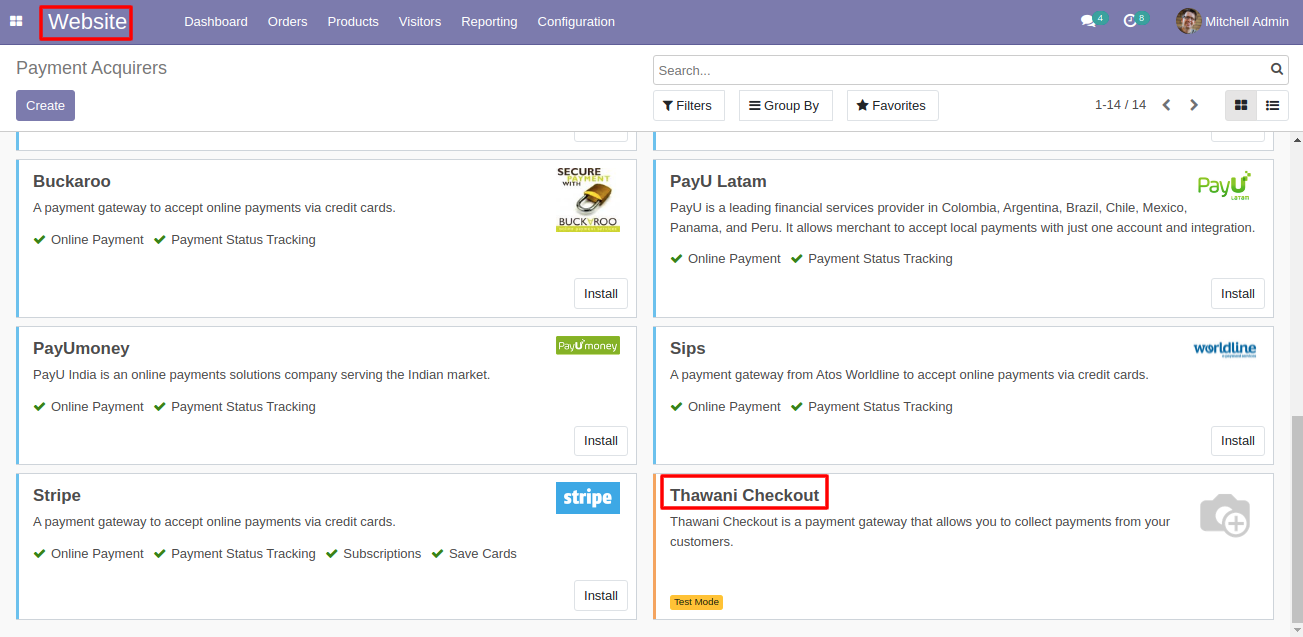 Website
Dashboard
Orders
Products
Visitors
Reporting
Configuration
4
8
Mitchell Admin
Payment Acquirers
Search...
Create
Filters
Group By
Favorites
1-14 / 14
Buckaroo
A payment gateway to accept online payments via credit cards.
Online Payment
Payment Status Tracking
SECURE
PAYMENT
WITH
BUCKAROO
Install
PayU Latam
PayU is a leading financial services provider in Colombia, Argentina, Brazil, Chile, Mexico,
Panama, and Peru. It allows merchant to accept local payments with just one account and integration.
Online Payment
Payment Status Tracking
PayU
LATAM
Install
PayUmoney
PayU India is an online payments solutions company serving the Indian market.
Online Payment
Payment Status Tracking
PayUmoney
Install
Sips
A payment gateway from Atos Worldline to accept online payments via credit cards.
Online Payment
Payment Status Tracking
worldline
Install
Stripe
A payment gateway to accept online payments via credit cards.
Online Payment
Payment Status Tracking
Subscriptions
Save Cards
stripe
Install
Thawani Checkout
Thawani Checkout is a payment gateway that allows you to collect payments from your
customers.
Test Mode